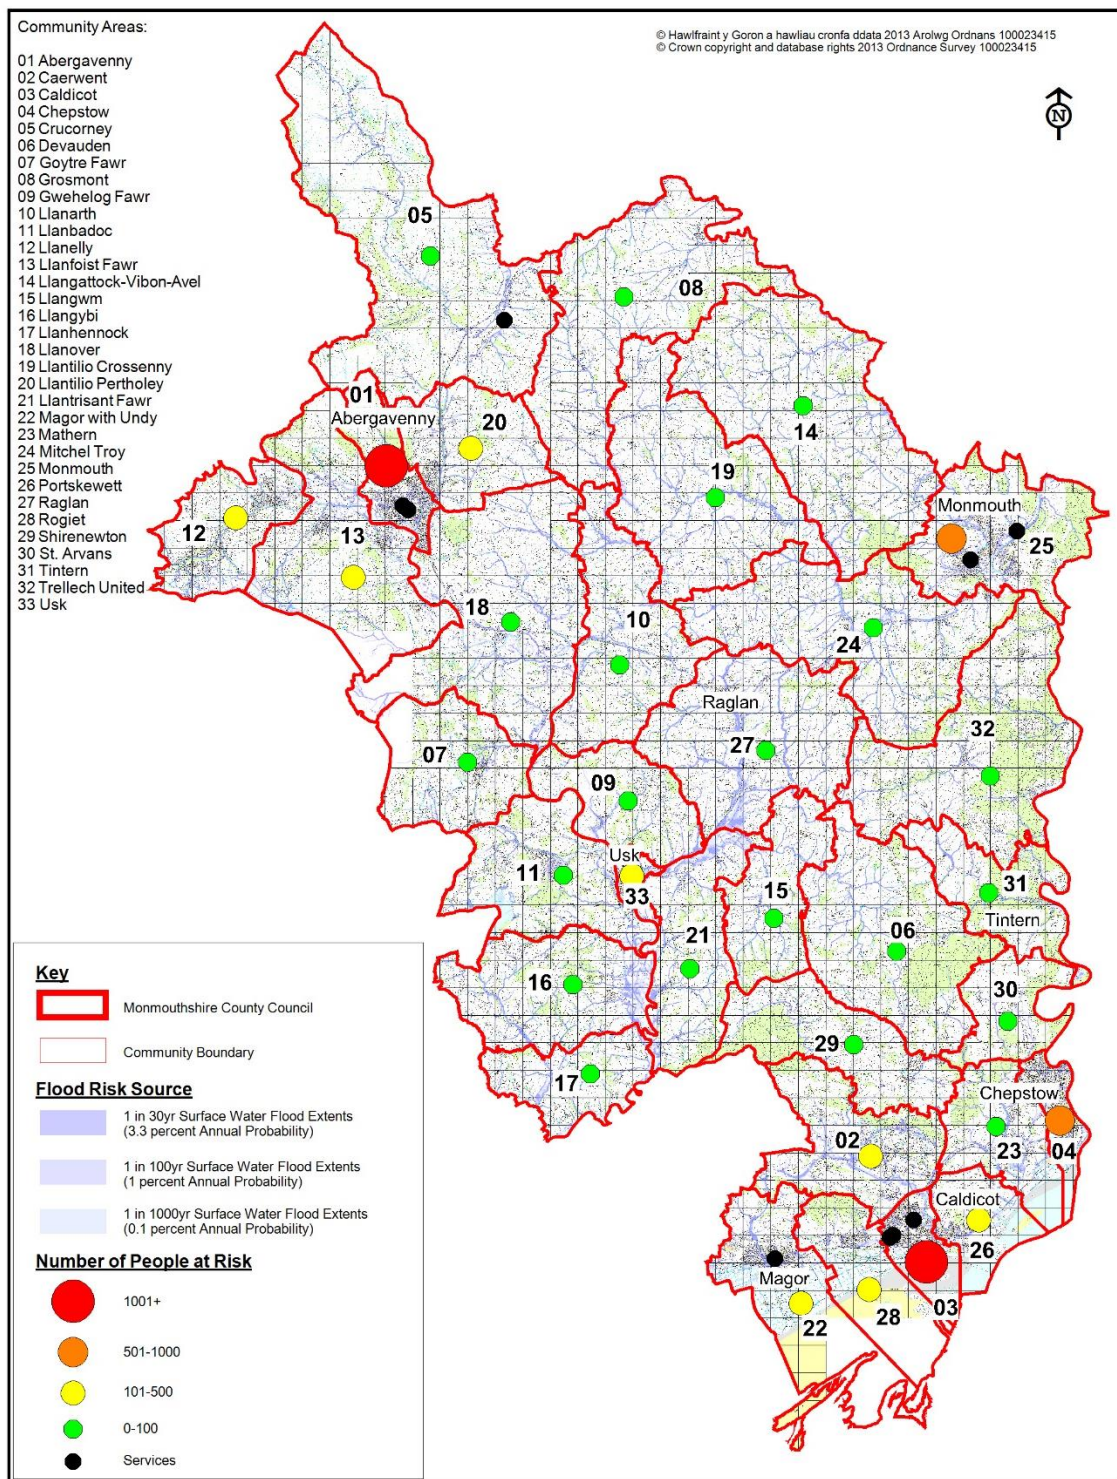 Community Areas:
© Hawlfraint y Goron a hawliau cronfa ddata 2013 Arolwg Ordnans 100023415
© Crown copyright and database rights 2013 Ordnance Survey 100023415
01 Abergavenny
02 Caerwent
03 Caldicot
04 Chepstow
05 Crucorney
06 Devauden
07 Goytre Fawr
08 Grosmont
09 Gwehelog Fawr
10 Llanarth
11 Llanbadoc
12 Llanelly
13 Llanfoist Fawr
14 Llangattock-Vibon-Avel
15 Llangwm
16 Llangybi
17 Llanhennock
18 Llanover
19 Llantilio Crossenny
20 Llantilio Pertholey
21 Llantrisant Fawr
22 Magor with Undy
23 Mathern
24 Mitchel Troy
25 Monmouth
26 Portskewett
27 Raglan
28 Rogiet
29 Shirenewton
30 St. Arvans
31 Tintern
32 Trellech United
33 Usk
N
05
08
01
Abergavenny
20
14
19
Monmouth
12
13
25
18
10
24
Raglan
32
07
27
09
Usk
11
33
15
31
Tintern
21
06
16
30
29
17
Chepstow
02
23
04
Caldicot
26
Magor
03
28
22
Key
Monmouthshire County Council
Community Boundary
Flood Risk Source
1 in 30yr Surface Water Flood Extents
(3.3 percent Annual Probability)
1 in 100yr Surface Water Flood Extents
(1 percent Annual Probability)
1 in 1000yr Surface Water Flood Extents
(0.1 percent Annual Probability)
Number of People at Risk
1001+
501-1000
101-500
0-100
Services